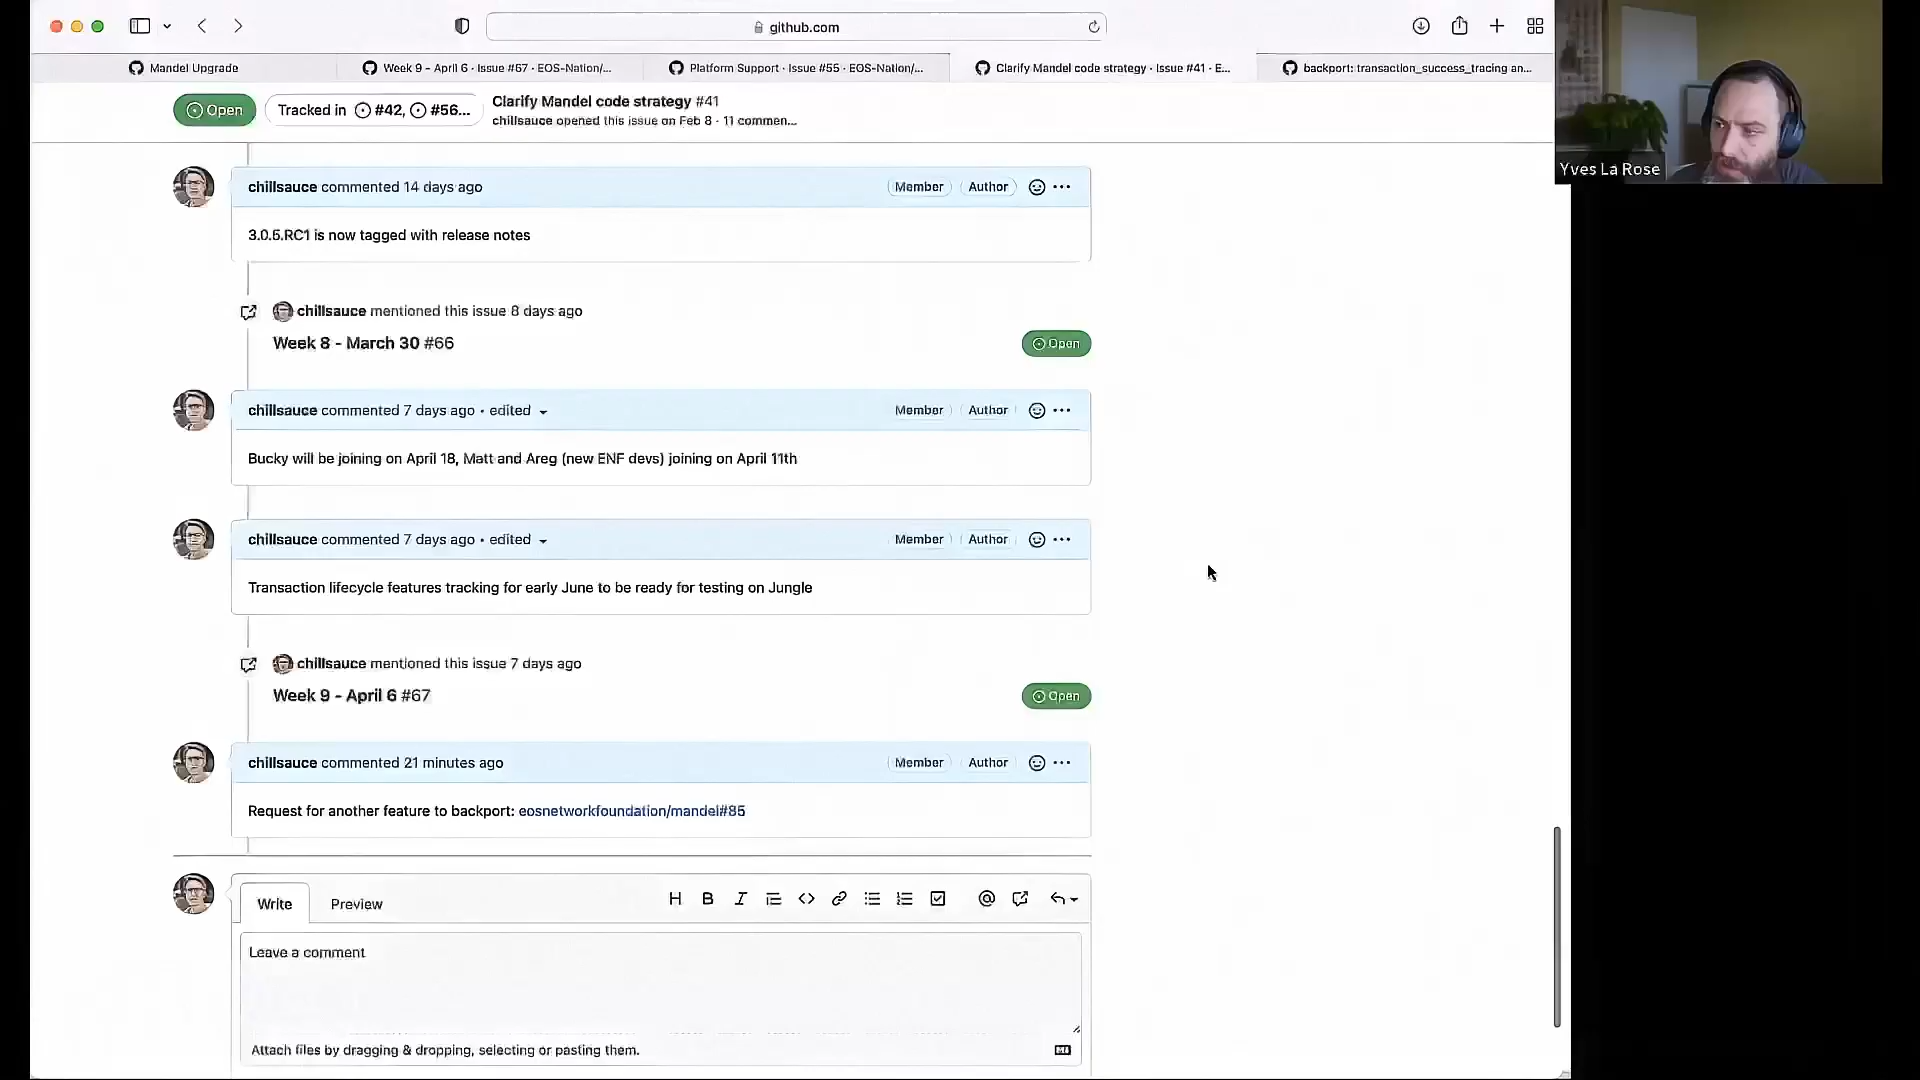 github.com
Mandel Upgrade
Week 9 - April 6 · Issue #67 · EOS-Nation/...
Platform Support · Issue #55 · EOS-Nation/...
Clarify Mandel code strategy · Issue #41 · E...
backport: transaction_success_tracing an...
Open
Tracked in #42, #56...
Clarify Mandel code strategy #41
chillsauce opened this issue on Feb 8 · 11 commen...
Yves La Rose
chillsauce commented 14 days ago
Member
Author
3.0.5.RC1 is now tagged with release notes
chillsauce mentioned this issue 8 days ago
Week 8 - March 30 #66
Open
chillsauce commented 7 days ago • edited
Member
Author
Bucky will be joining on April 18, Matt and Areg (new ENF devs) joining on April 11th
chillsauce commented 7 days ago • edited
Member
Author
Transaction lifecycle features tracking for early June to be ready for testing on Jungle
chillsauce mentioned this issue 7 days ago
Week 9 - April 6 #67
Open
chillsauce commented 21 minutes ago
Member
Author
Request for another feature to backport: eosnetworkfoundation/mandel#85
Write
Preview
Leave a comment
Attach files by dragging & dropping, selecting or pasting them.